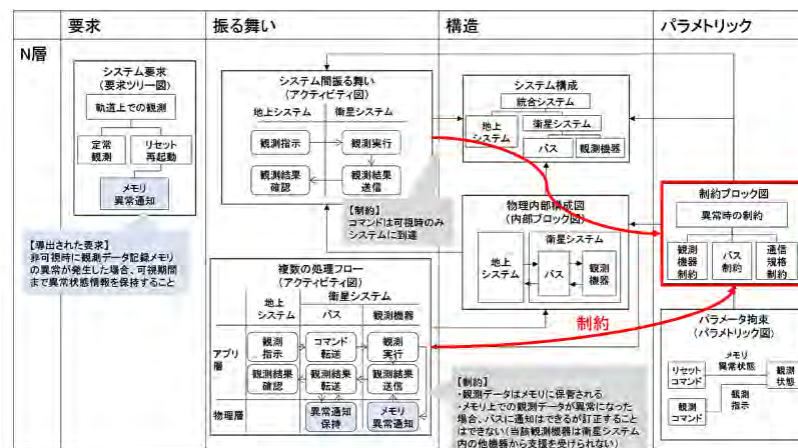 要求
振る舞い
構造
パラメトリック
N層
システム要求
(要求ツリー図)
軌道上での観測
定常
観測
リセット
再起動
メモリ
異常通知
【導出された要求】
非可視時に観測データ記録メモリ
の異常が発生した場合、可視期間
まで異常状態情報を保持すること
システム間振る舞い
(アクティビティ図)
地上システム
衛星システム
観測指示
観測実行
観測結果
確認
観測結果
送信
【制約】
コマンドは可視時のみ
システムに到達
複数の処理フロー
(アクティビティ図)
地上
システム
衛星システム
バス
観測機器
アプリ
層
観測
指示
コマンド
転送
観測
実行
観測結果
確認
観測結果
転送
観測結果
送信
物理層
異常通知
保持
メモリ
異常通知
【制約】
・観測データはメモリに保管される
・メモリ上での観測データが異常になった
場合、バスに通知はできるが訂正すること
はできない(当該観測機器は衛星システム
内の他機器から支援を受けられない)
システム構成
統合システム
地上
システム
衛星システム
バス
観測機器
物理内部構成図
(内部ブロック図)
衛星システム
地上
システム
バス
観測
機器
制約
制約ブロック図
異常時の制約
観測
機器
制約
バス
制約
通信
規格
制約
パラメータ拘束
(パラメトリック図)
メモリ
異常状態
リセット
コマンド
観測
状態
観測
指示
観測
コマンド